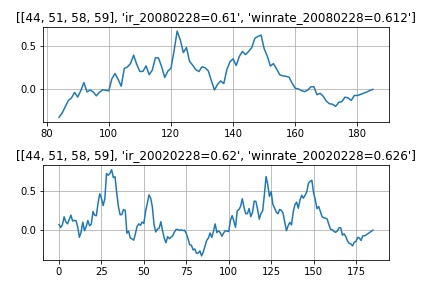 [[44, 51, 58, 59], 'ir_20080228=0.61', 'winrate_20080228=0.612']
0.5
0.0
80 100 120 140 160 180
[[44, 51, 58, 59], 'ir_20020228=0.62', 'winrate_20020228=0.626']
0.5
0.0
0 25 50 75 100 125 150 175